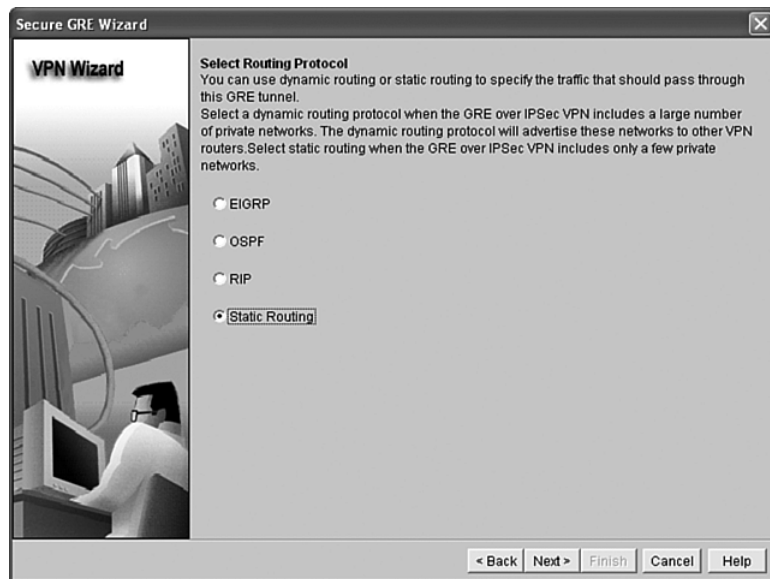 Secure GRE Wizard
VPN Wizard
Select Routing Protocol
You can use dynamic routing or static routing to specify the traffic that should pass through
this GRE tunnel.
Select a dynamic routing protocol when the GRE over IPSec VPN includes a large number
of private networks. The dynamic routing protocol will advertise these networks to other VPN
routers.Select static routing when the GRE over IPSec VPN includes only a few private
networks.
EIGRP
OSPF
RIP
Static Routing
< Back Next > Finish Cancel Help